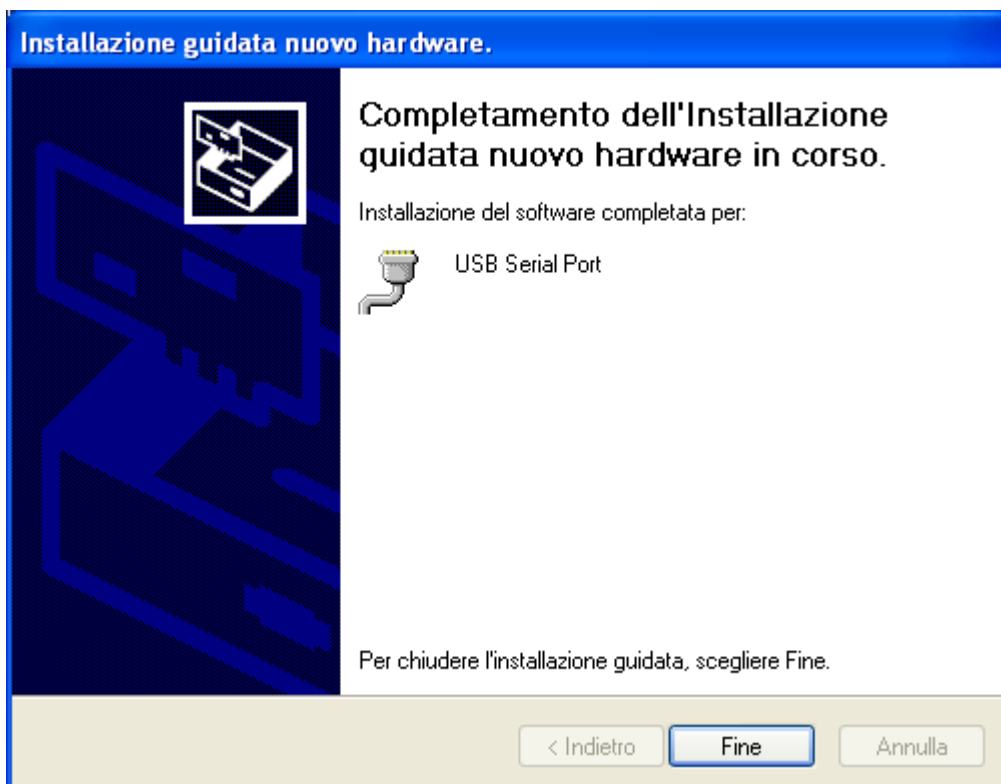 Installazione guidata nuovo hardware.
Completamento dell'Installazione
guidata nuovo hardware in corso.
Installazione del software completata per:
USB Serial Port
Per chiudere l'installazione guidata, scegliere Fine.
< Indietro
Fine
Annulla